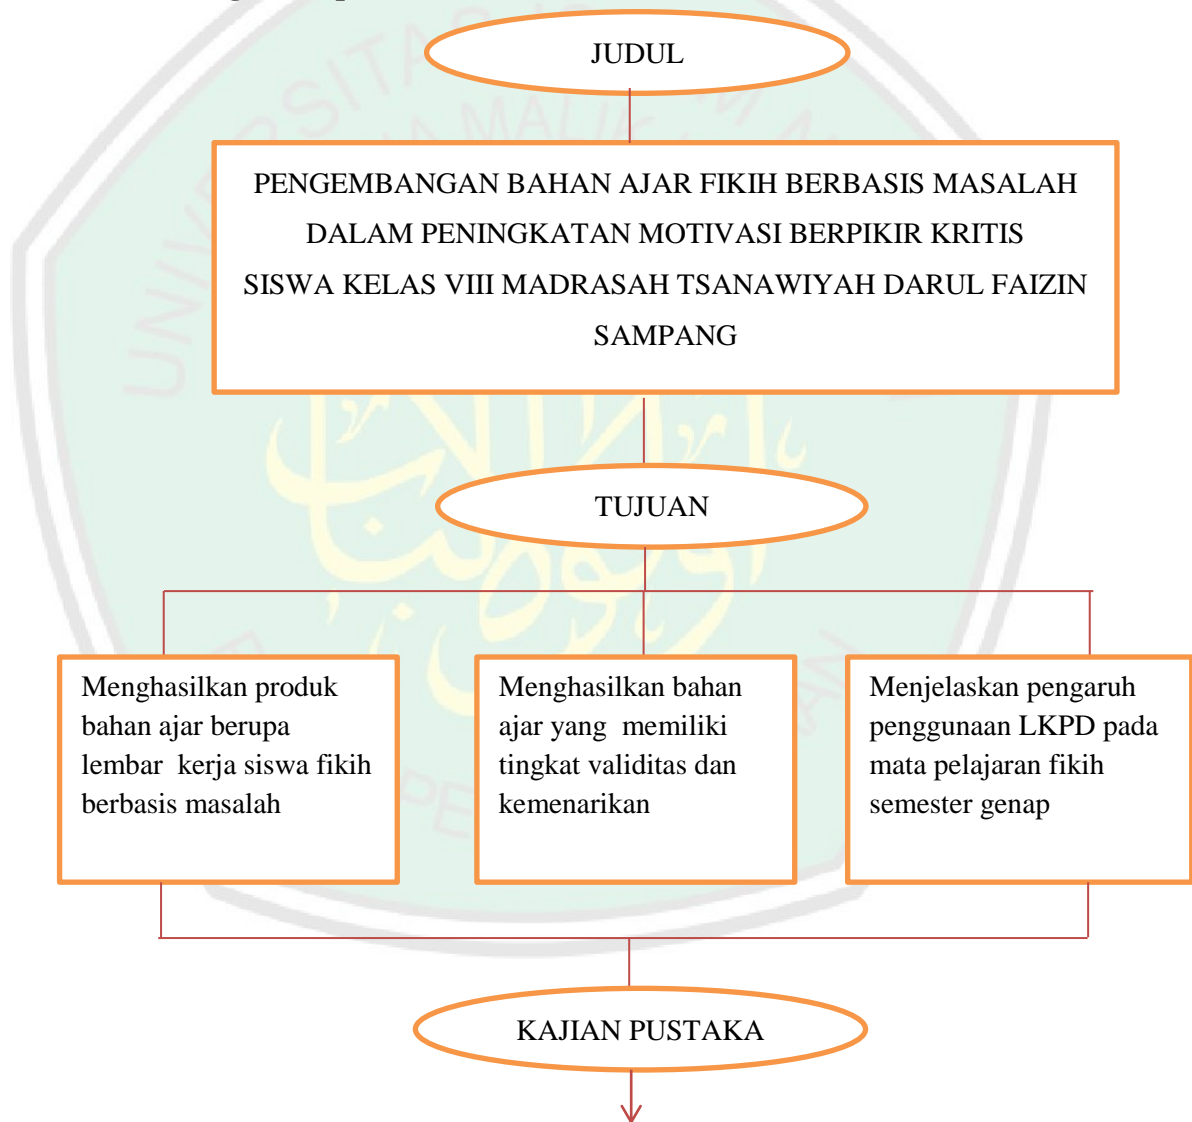 JUDUL
PENGEMBANGAN BAHAN AJAR FIKIH BERBASIS MASALAH
DALAM PENINGKATAN MOTIVASI BERPIKIR KRITIS
SISWA KELAS VIII MADRASAH TSANAWIYAH DARUL FAIZIN
SAMPANG
TUJUAN
Menghasilkan produk
bahan ajar berupa
lembar kerja siswa fikih
berbasis masalah
Menghasilkan bahan
ajar yang memiliki
tingkat validitas dan
kemenarikan
Menjelaskan pengaruh
penggunaan LKPD pada
mata pelajaran fikih
semester genap
KAJIAN PUSTAKA